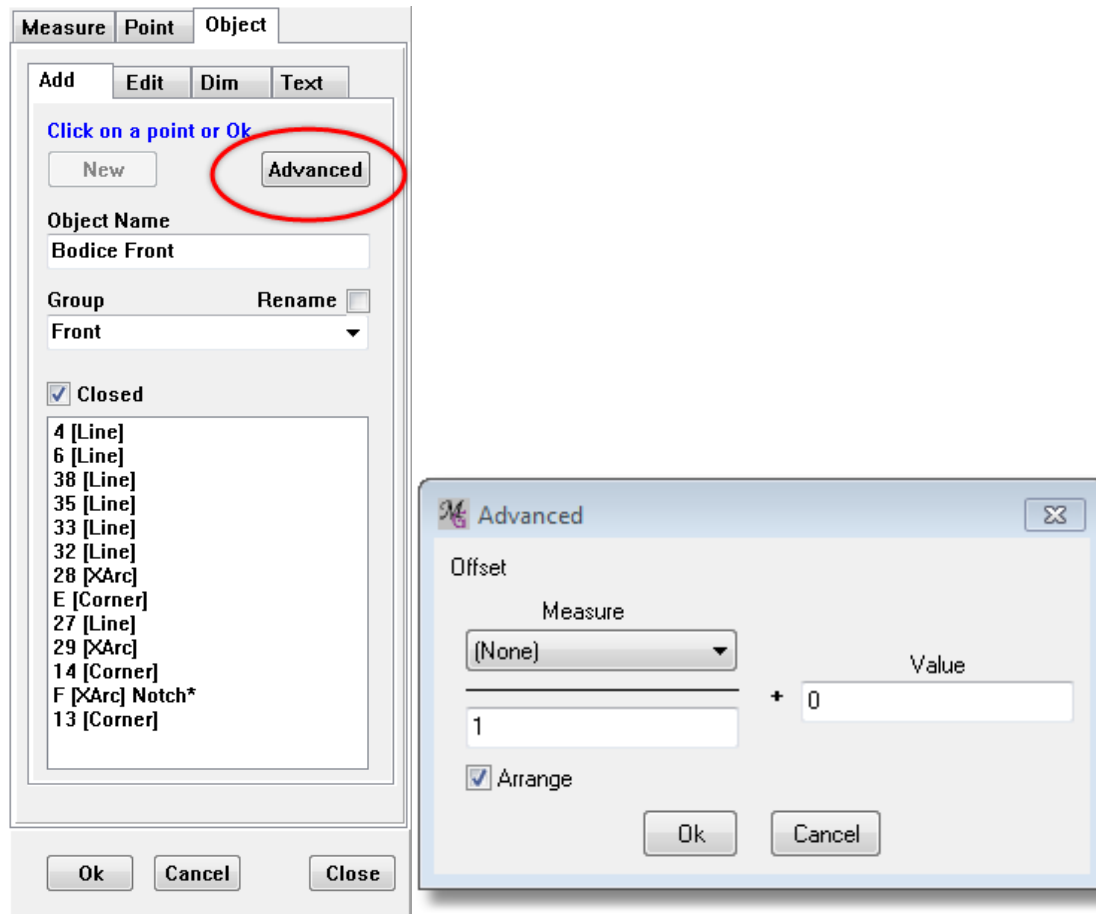 Measure Point Object
Add Edit Dim Text
Click on a point or Ok
New Advanced
Object Name
Bodice Front
Group Rename
Front
Closed
4 [Line]
6 [Line]
38 [Line]
35 [Line]
33 [Line]
32 [Line]
28 [XArc]
E [Corner]
27 [Line]
29 [XArc]
14 [Corner]
F [XArc] Notch*
13 [Corner]
Ok Cancel Close
Advanced
Offset
Measure
(None)
Value
+ 0
1
Arrange
Ok Cancel